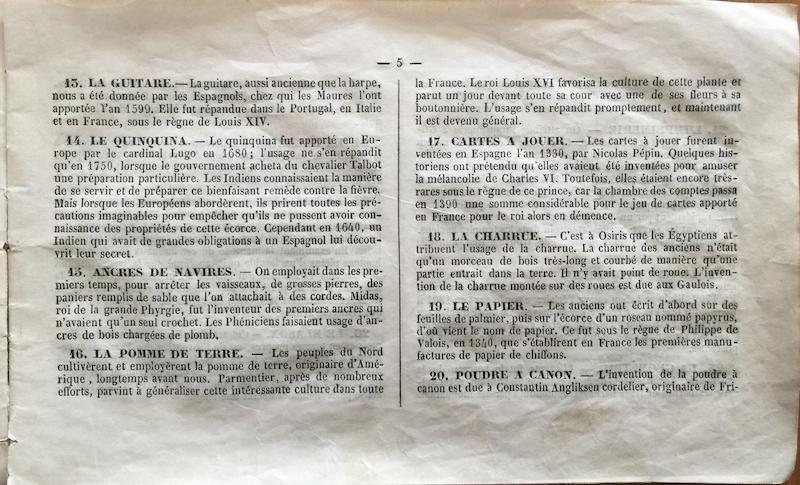 — 5 —
13. LA GUITARE.—La guitare, aussi ancienne que la harpe,
nous a été donnée par les Espagnols, chez qui les Maures l'ont
apportée l'an 1599. Elle fut répandue dans le Portugal, en Italie
et en France, sous le règne de Louis XIV.
14. LE QUINQUINA. — Le quinquina fut apporté en Eu-
rope par le cardinal Lugo en 1680; l'usage ne s'en répandit
qu'en 1750, lorsque le gouvernement acheta du chevalier Talbot
une préparation particulière. Les Indiens connaissaient la manière
de se servir et de préparer ce bienfaisant remède contre la fièvre.
Mais lorsque les Européens abordèrent, ils prirent toutes les pré-
cautions imaginables pour empêcher qu'ils ne pussent avoir con-
naissance des propriétés de cette écorce. Cependant en 1640, un
Indien qui avait de grandes obligations à un Espagnol lui décou-
vrit leur secret.
15. ANCRES DE NAVIRES. — On employait dans les pre-
miers temps, pour arrêter les vaisseaux, de grosses pierres, des
paniers remplis de sable que l'on attachait à des cordes. Midas,
roi de la grande Phyrgie, fut l'inventeur des premiers ancres qui
n'avaient qu'un seul crochet. Les Phéniciens faisaient usage d'an-
cres de bois chargées de plomb.
16. LA POMME DE TERRE. — Les peuples du Nord
cultivèrent et employèrent la pomme de terre, originaire d'Amé-
rique, longtemps avant nous. Parmentier, après de nombreux
efforts, parvint à généraliser cette intéressante culture dans toute
la France. Le roi Louis XVI favorisa la culture de cette plante et
parut un jour devant toute sa cour avec une de ses fleurs à sa
boutonnière. L'usage s'en répandit promptement, et maintenant
il est devenu général.
17. CARTES A JOUER. — Les cartes à jouer furent in-
ventées en Espagne l'an 1330, par Nicolas Pépin. Quelques his-
toriens ont prétendu qu'elles avaient été inventées pour amuser
la mélancolie de Charles VI. Toutefois, elles étaient encore très-
rares sous le règne de ce prince, car la chambre des comptes passa
en 1390 une somme considérable pour le jeu de cartes apporté
en France pour le roi alors en démence.
18. LA CHARRUE. — C'est à Osiris que les Égyptiens at-
tribuent l'usage de la charrue. La charrue des anciens n'était
qu'un morceau de bois très-long et courbé de manière qu'une
partie entrait dans la terre. Il n'y avait point de roue. L'inven-
tion de la charrue montée sur des roues est due aux Gaulois.
19. LE PAPIER. — Les anciens ont écrit d'abord sur des
feuilles de palmier, puis sur l'écorce d'un roseau nommé papyrus,
d'où vient le nom de papier. Ce fut sous le règne de Philippe de
Valois, en 1340, que s'établirent en France les premières manu-
factures de papier de chiffons.
20. POUDRE A CANON. — L'invention de la poudre à
canon est due à Constantin Angliksen cordelier, originaire de Fri-